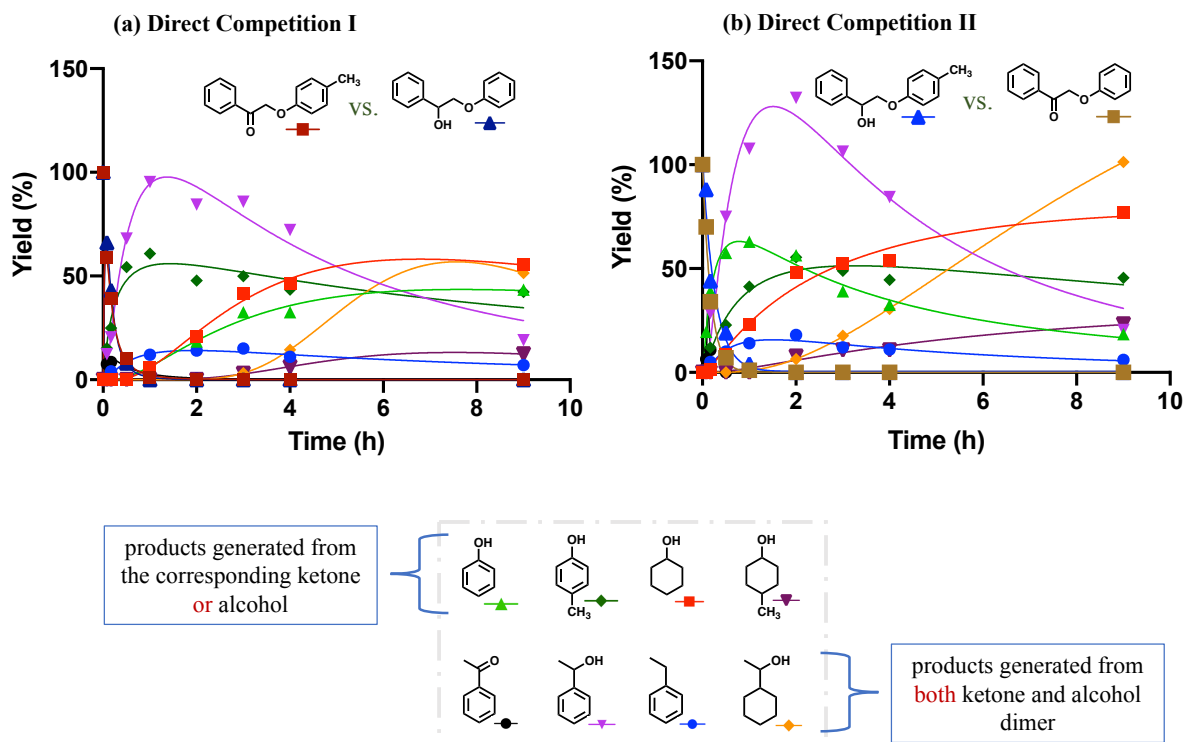 (a) Direct Competition I
(b) Direct Competition II
150
100
50
0
Yield (%)
0 2 4 6 8 10
Time (h)
CH3
O
O
vs.
O
OH
150
100
50
0
Yield (%)
0 2 4 6 8 10
Time (h)
CH3
O
OH
vs.
O
O
products generated from
the corresponding ketone
or alcohol
OH
OH
CH3
OH
OH
CH3
O
OH
OH
products generated from
both ketone and alcohol
dimer